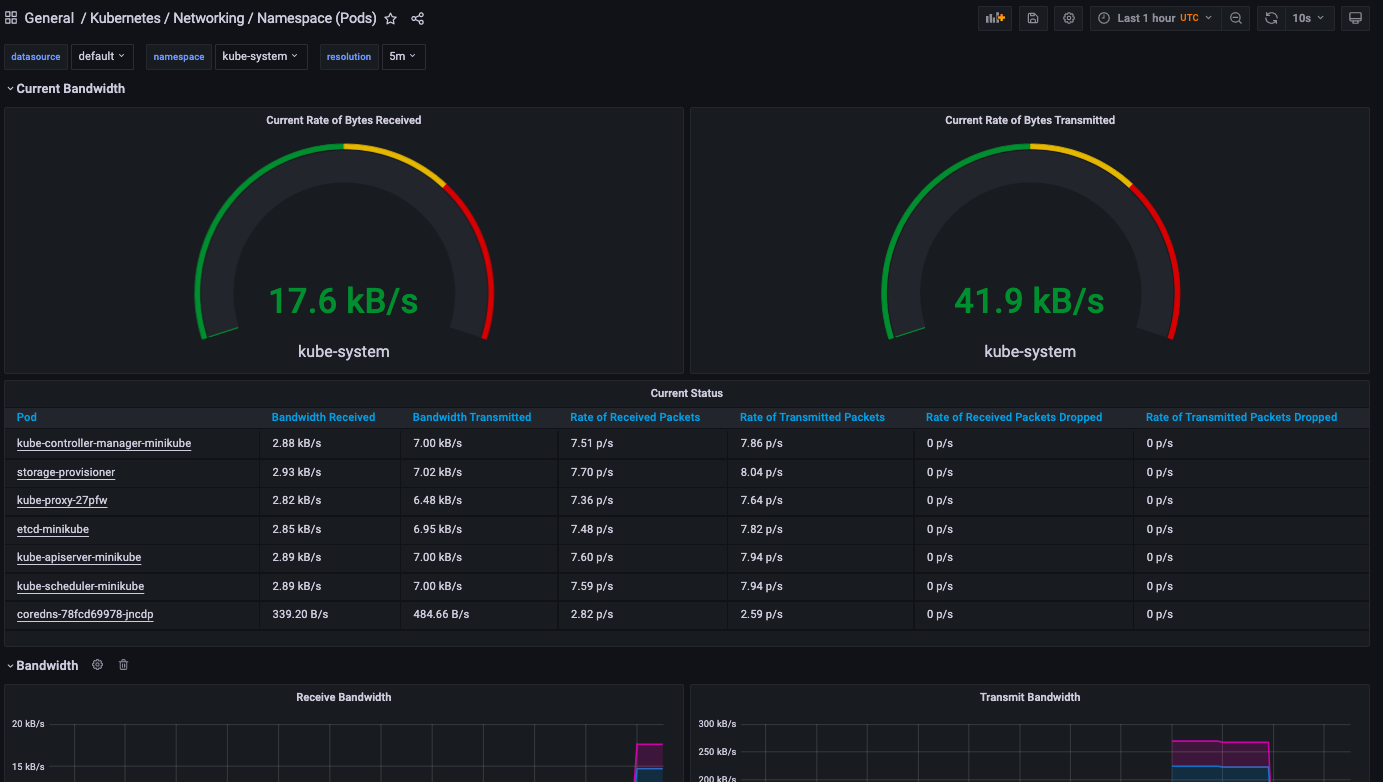 General / Kubernetes / Networking / Namespace (Pods)
Last 1 hour UTC
10s
datasource default namespace kube-system resolution 5m
Current Bandwidth
Current Rate of Bytes Received
17.6 kB/s
kube-system
Current Rate of Bytes Transmitted
41.9 kB/s
kube-system
Current Status
Pod Bandwidth Received Bandwidth Transmitted Rate of Received Packets Rate of Transmitted Packets Rate of Received Packets Dropped Rate of Transmitted Packets Dropped
kube-controller-manager-minikube 2.88 kB/s 7.00 kB/s 7.51 p/s 7.86 p/s 0 p/s 0 p/s
storage-provisioner 2.93 kB/s 7.02 kB/s 7.70 p/s 8.04 p/s 0 p/s 0 p/s
kube-proxy-27pfw 2.82 kB/s 6.48 kB/s 7.36 p/s 7.64 p/s 0 p/s 0 p/s
etcd-minikube 2.85 kB/s 6.95 kB/s 7.48 p/s 7.82 p/s 0 p/s 0 p/s
kube-apiserver-minikube 2.89 kB/s 7.00 kB/s 7.60 p/s 7.94 p/s 0 p/s 0 p/s
kube-scheduler-minikube 2.89 kB/s 7.00 kB/s 7.59 p/s 7.94 p/s 0 p/s 0 p/s
coredns-78fcd69978-jncdp 339.20 B/s 484.66 B/s 2.82 p/s 2.59 p/s 0 p/s 0 p/s
Bandwidth
Receive Bandwidth
20 kB/s
15 kB/s
Transmit Bandwidth
300 kB/s
250 kB/s
200 kB/s